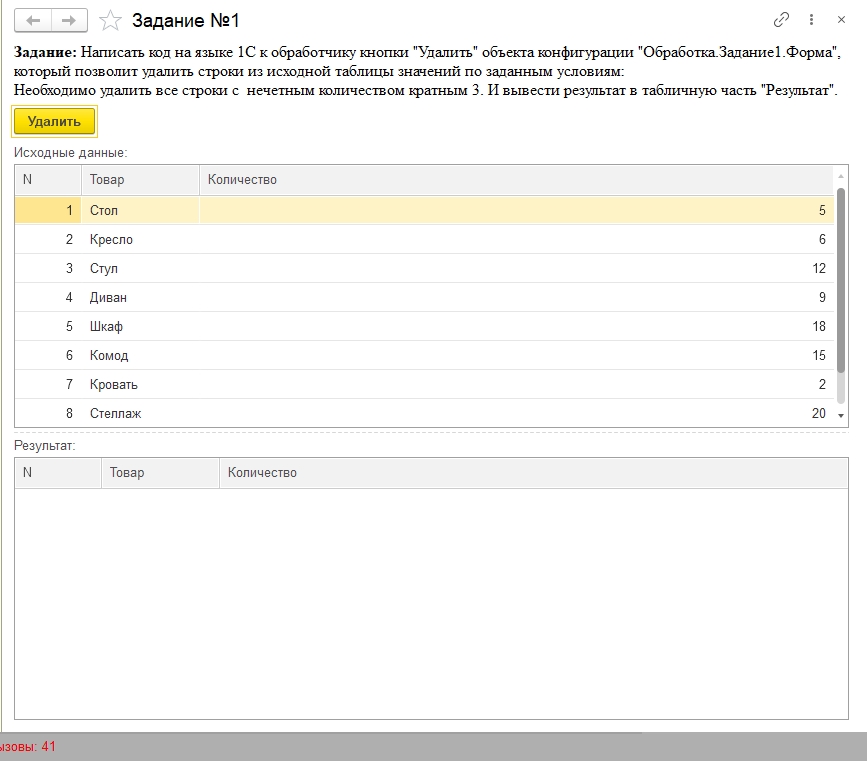 Задание №1
Задание: Написать код на языке 1С к обработчику кнопки "Удалить" объекта конфигурации "Обработка.Задание1.Форма",
который позволит удалить строки из исходной таблицы значений по заданным условиям:
Необходимо удалить все строки с  нечетным количеством кратным 3. И вывести результат в табличную часть "Результат".
Удалить
Исходные данные:
N Товар Количество
1 Стол 5
2 Кресло 6
3 Стул 12
4 Диван 9
5 Шкаф 18
6 Комод 15
7 Кровать 2
8 Стеллаж 20
Результат:
N Товар Количество
ызовы: 41